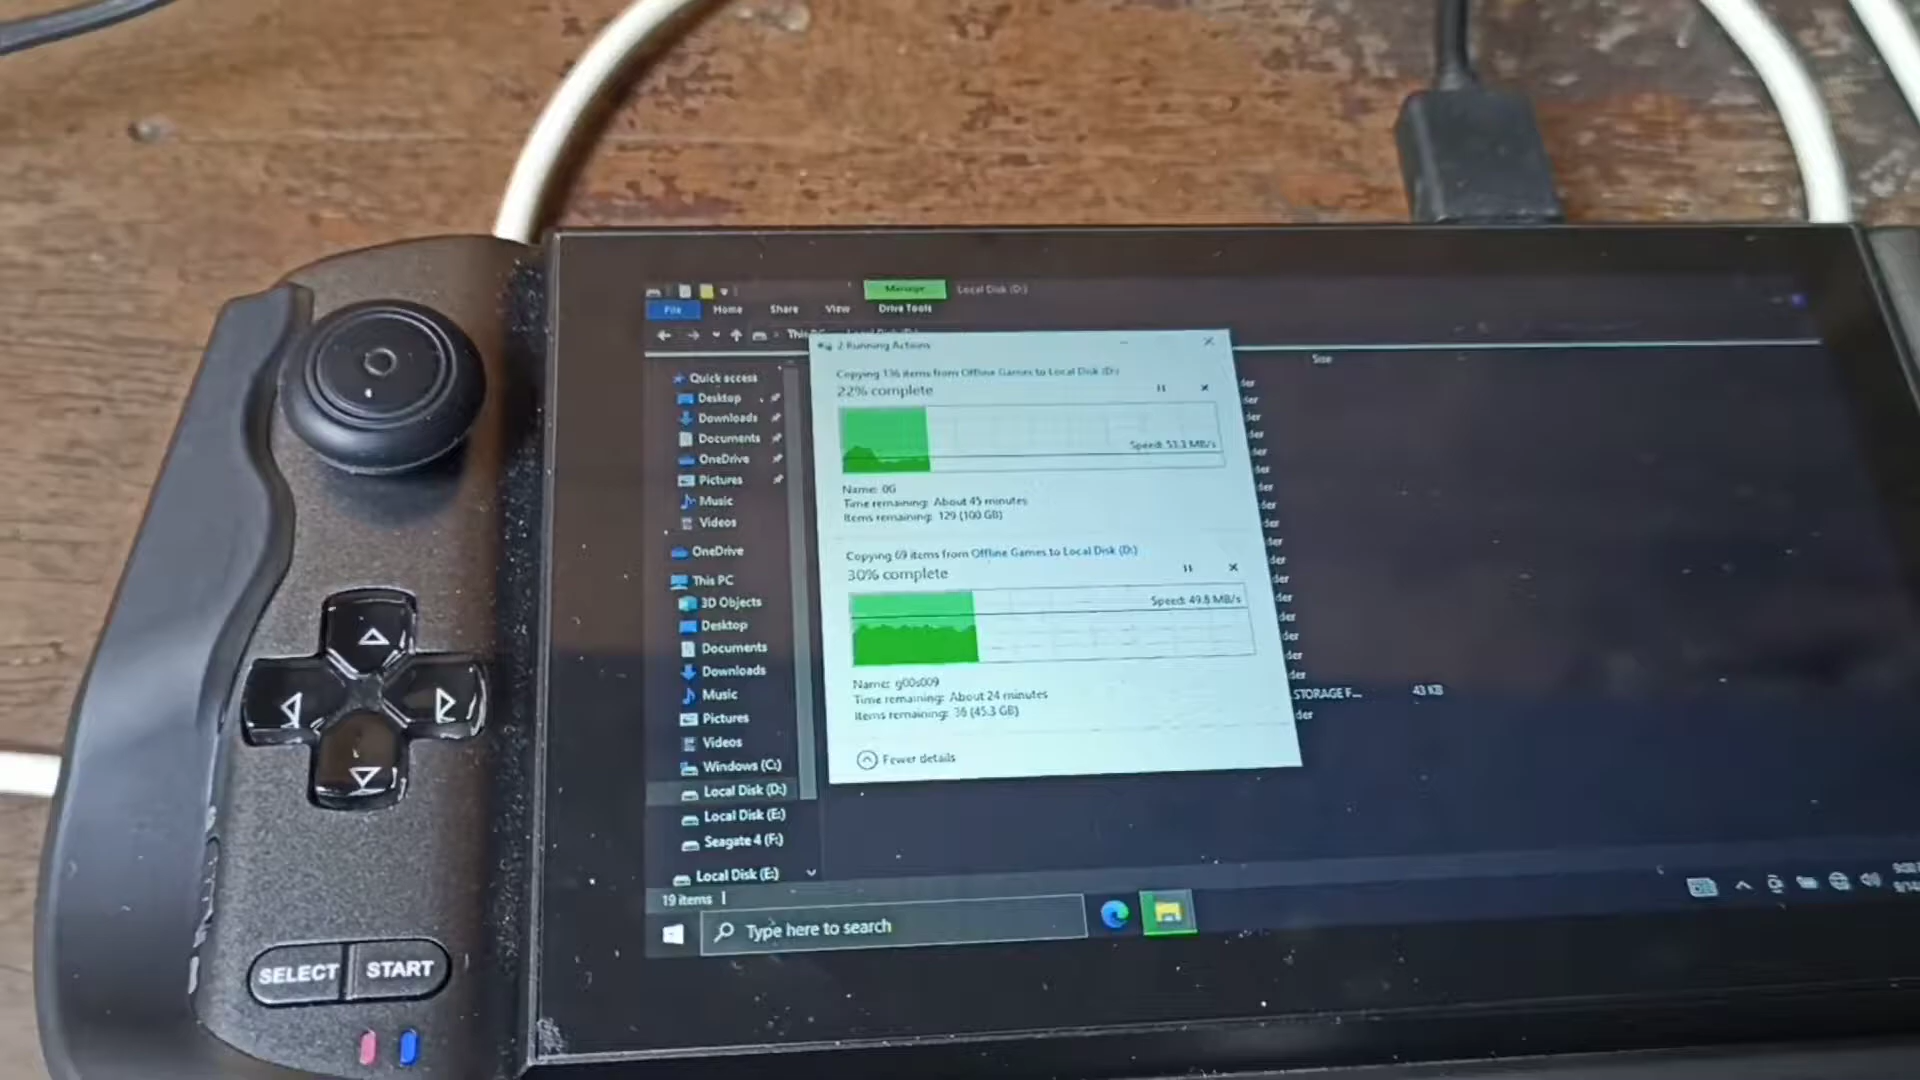 Manage
Local Disk (D:)
File
Home
Share
View
Drive Tools
2 Running Actions
Size
Copying 136 items from Offline Games to Local Disk (D:)
22% complete
Speed: 53.2 MB/s
Name: 0G
Time remaining: About 45 minutes
Items remaining: 129 (100 GB)
Copying 69 items from Offline Games to Local Disk (D:)
30% complete
Speed: 49.8 MB/s
Name: g00s009
Time remaining: About 24 minutes
Items remaining: 36 (45.3 GB)
Fewer details
Quick access
Desktop
Downloads
Documents
OneDrive
Pictures
Music
Videos
OneDrive
This PC
3D Objects
Desktop
Documents
Downloads
Music
Pictures
Videos
Windows (C:)
Local Disk (D:)
Local Disk (E:)
Seagate 4 (F:)
Local Disk (E:)
STORAGE F...
43 KB
19 items
Type here to search
SELECT
START